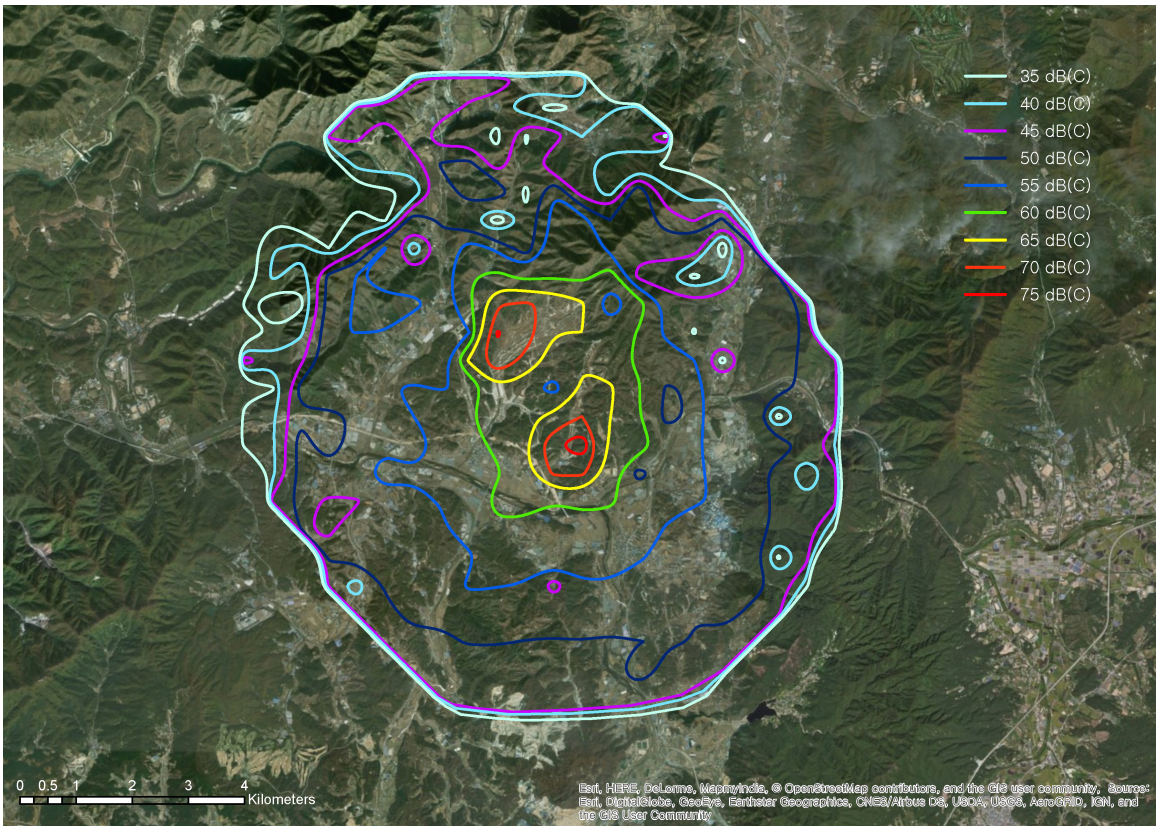 35 dB(C)
40 dB(C)
45 dB(C)
50 dB(C)
55 dB(C)
60 dB(C)
65 dB(C)
70 dB(C)
75 dB(C)
0 0.5 1 2 3 4
Kilometers
Esri, HERE, DeLorme, MapmyIndia, © OpenStreetMap contributors, and the GIS user community, Source:
Esri, DigitalGlobe, GeoEye, Earthstar Geographics, CNES/Airbus DS, USDA, USGS, AeroGRID, IGN, and
the GIS User Community